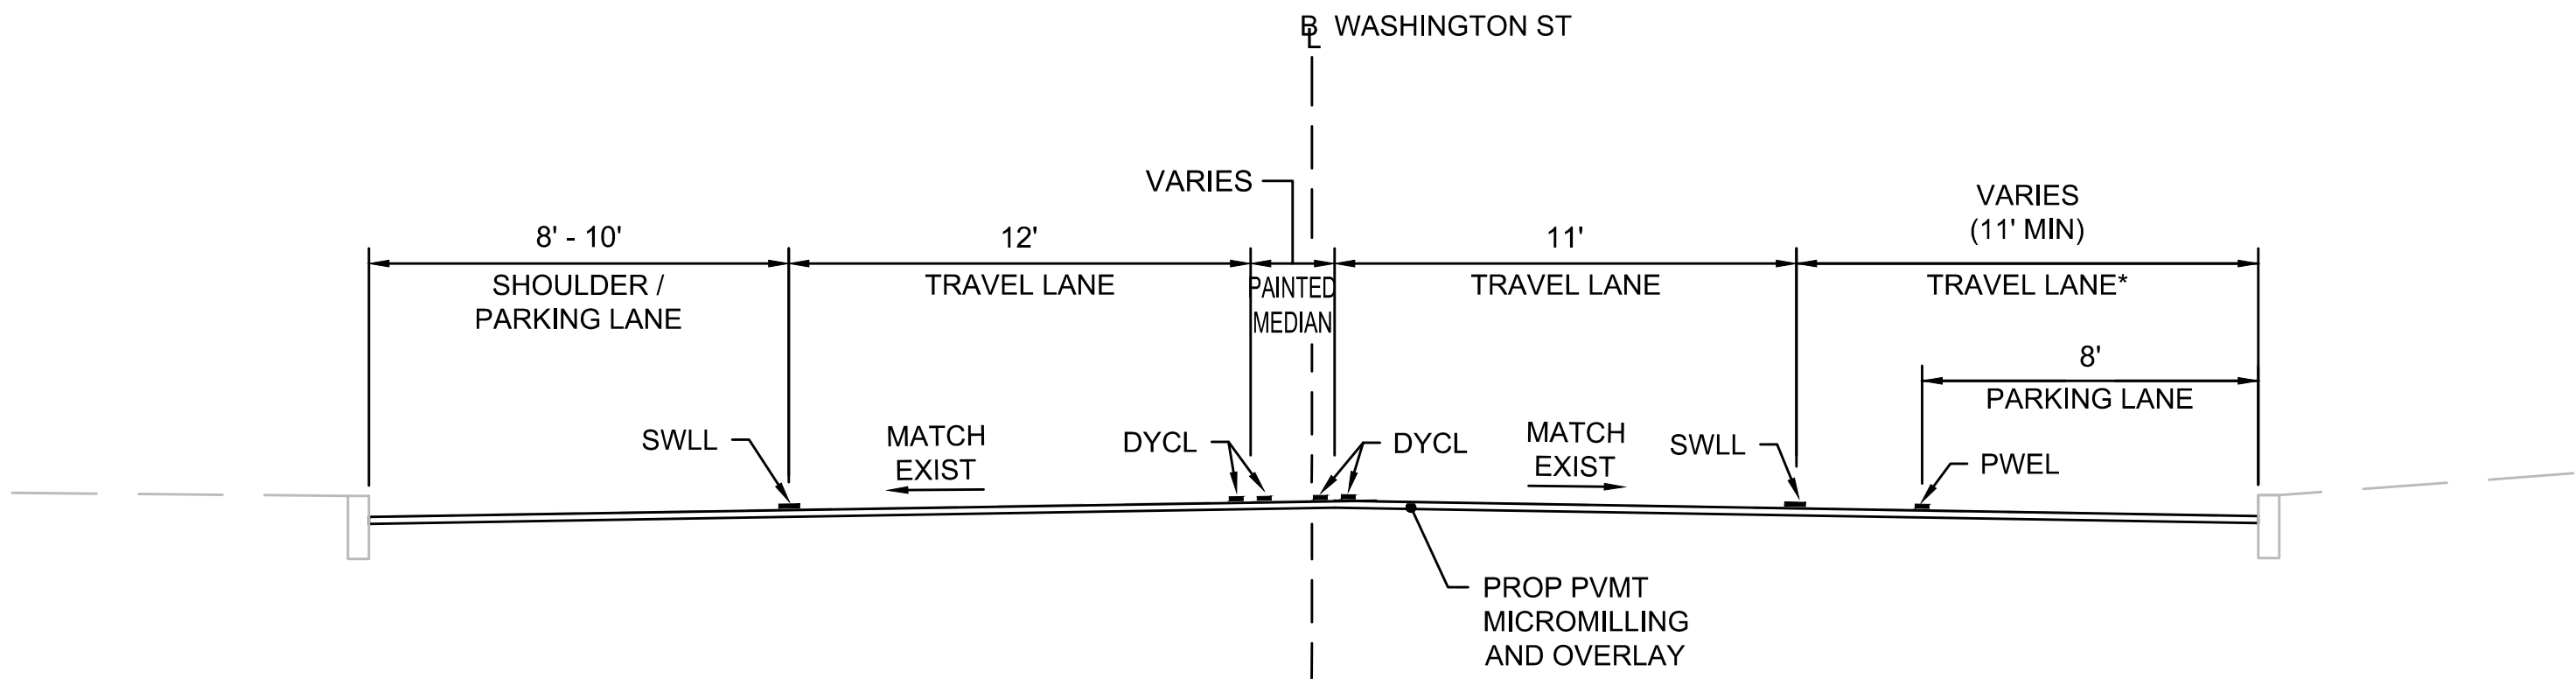 BL WASHINGTON ST
VARIES
VARIES
(11' MIN)
8' - 10'
12'
11'
SHOULDER /
PARKING LANE
TRAVEL LANE
PAINTED
MEDIAN
TRAVEL LANE
TRAVEL LANE*
8'
PARKING LANE
SWLL
MATCH
EXIST
DYCL
DYCL
MATCH
EXIST
SWLL
PWEL
PROP PVMT
MICROMILLING
AND OVERLAY